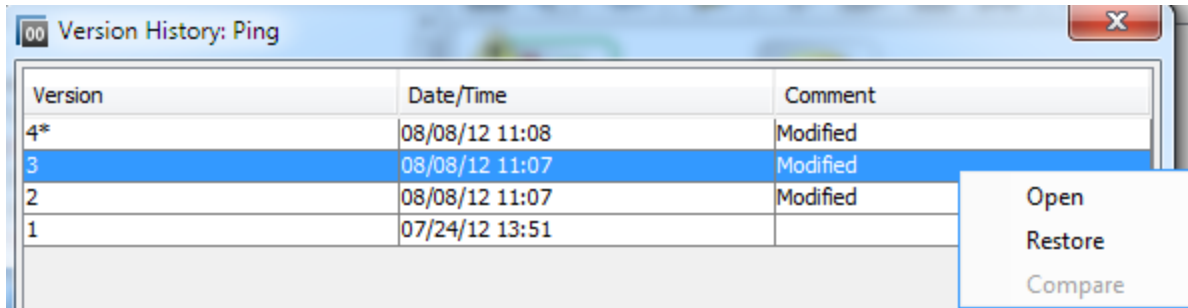 00 Version History: Ping
Version Date/Time Comment
4* 08/08/12 11:08 Modified
3 08/08/12 11:07 Modified
2 08/08/12 11:07 Modified
1 07/24/12 13:51
Open
Restore
Compare